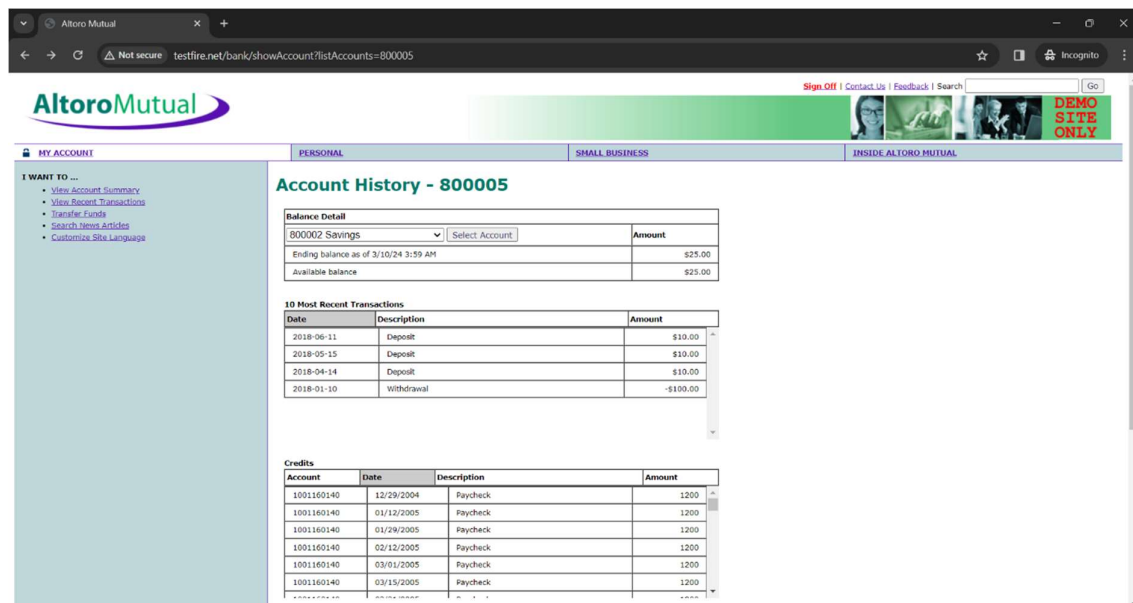 Altoro Mutual
Not secure testfire.net/bank/showAccount?listAccounts=800005 Incognito
Sign Off | Contact Us | Feedback | Search Go
AltoroMutual
DEMO
SITE
ONLY
MY ACCOUNT PERSONAL SMALL BUSINESS INSIDE ALTORO MUTUAL
I WANT TO ...
View Account Summary
View Recent Transactions
Transfer Funds
Search News Articles
Customize Site Language
Account History - 800005
Balance Detail
800002 Savings Select Account Amount
Ending balance as of 3/10/24 3:59 AM $25.00
Available balance $25.00
10 Most Recent Transactions
Date Description Amount
2018-06-11 Deposit $10.00
2018-05-15 Deposit $10.00
2018-04-14 Deposit $10.00
2018-01-10 Withdrawal -$100.00
Credits
Account Date Description Amount
1001160140 12/29/2004 Paycheck 1200
1001160140 01/12/2005 Paycheck 1200
1001160140 01/29/2005 Paycheck 1200
1001160140 02/12/2005 Paycheck 1200
1001160140 03/01/2005 Paycheck 1200
1001160140 03/15/2005 Paycheck 1200